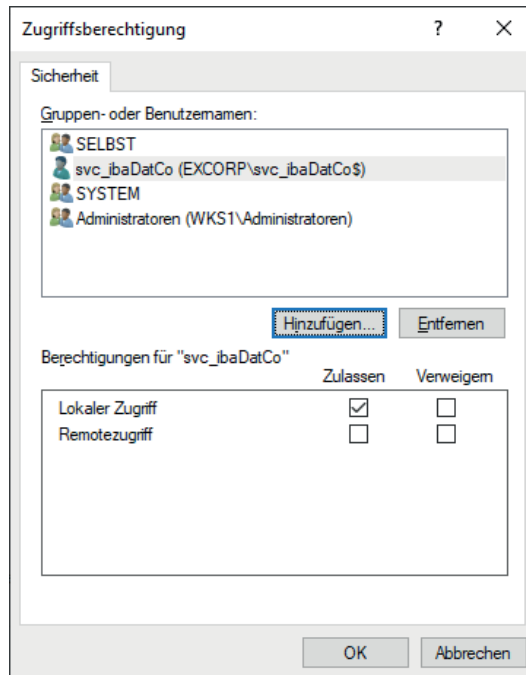 Zugriffsberechtigung
Sicherheit
Gruppen- oder Benutzernamen:
SELBST
svc_ibaDatCo (EXCORP\svc_ibaDatCo$)
SYSTEM
Administratoren (WKS1\Administratoren)
Hinzufügen... Entfernen
Berechtigungen für "svc_ibaDatCo"
Zulassen Verweigern
Lokaler Zugriff
Remotezugriff
OK Abbrechen